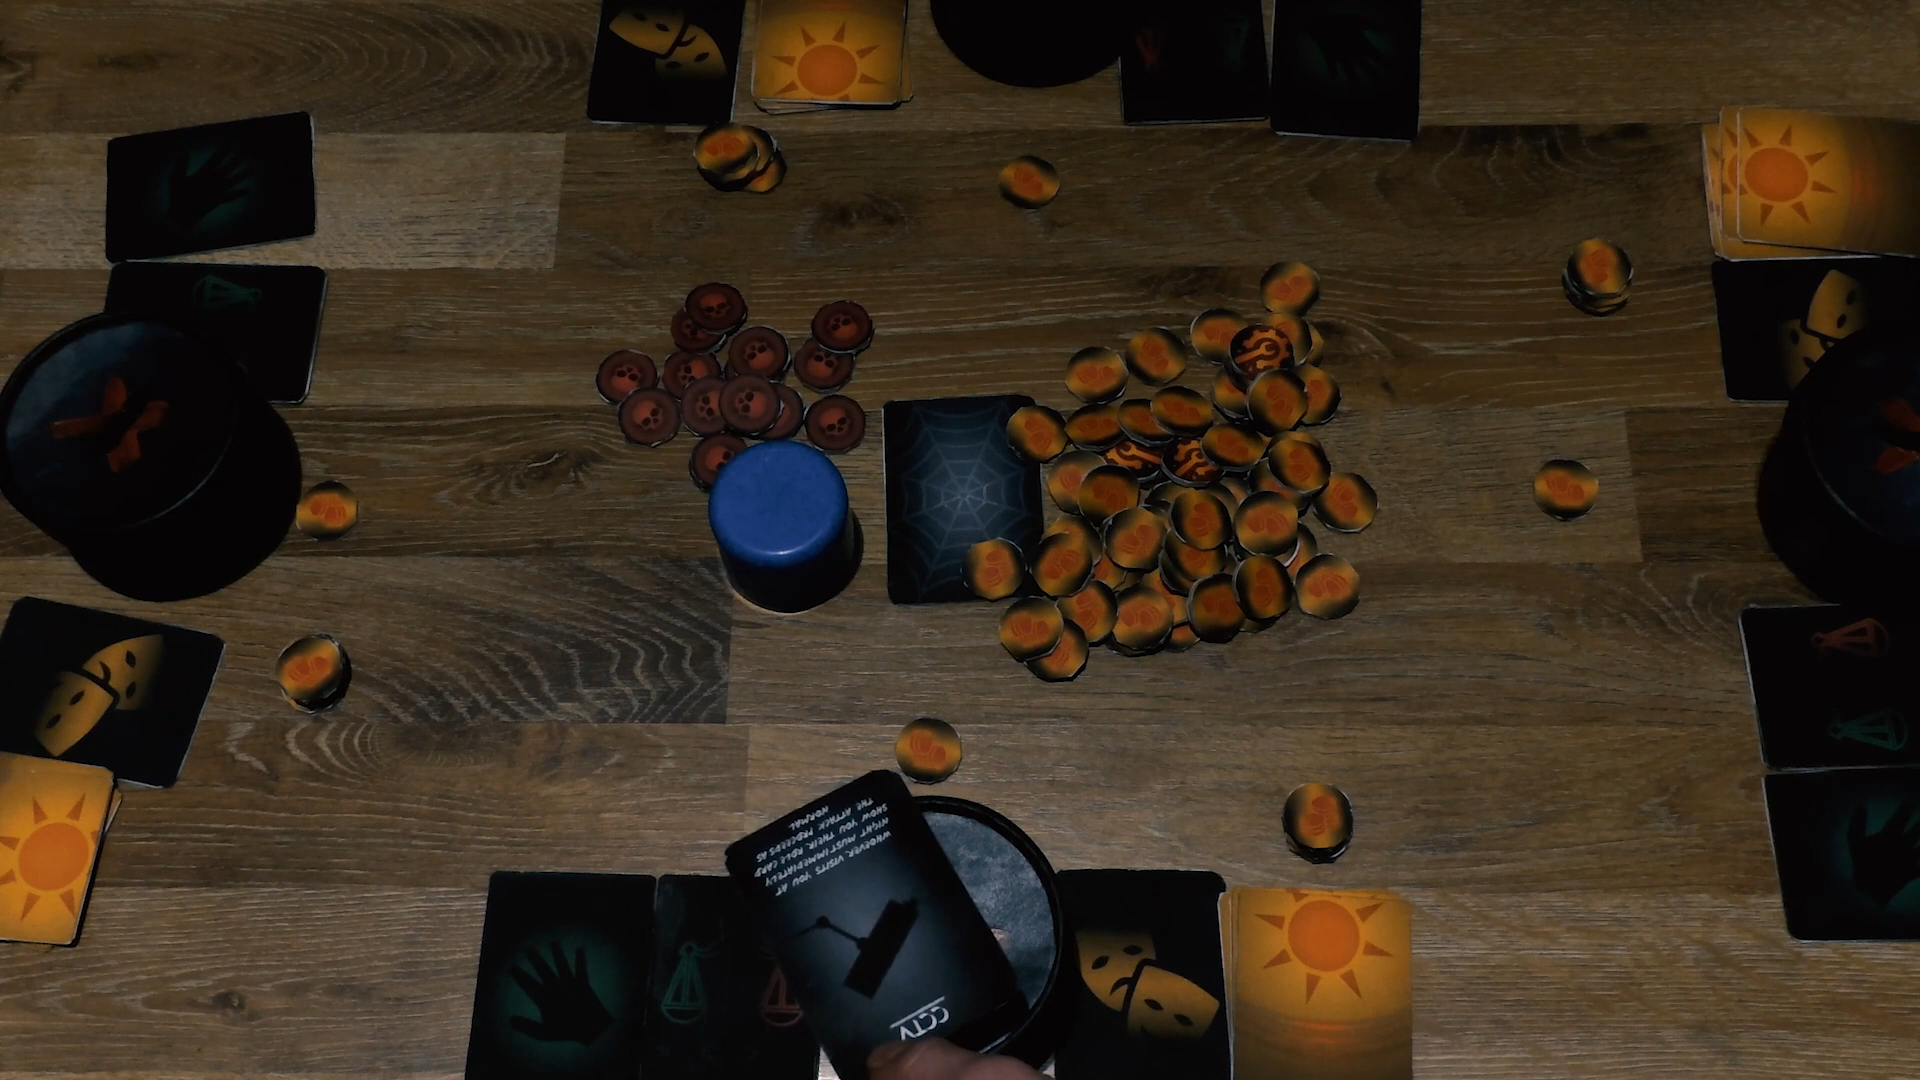 CCTV
WHOEVER VISITS YOU AT
NIGHT MUST IMMEDIATELY
SHOW YOU THEIR ROLE CARD
THE ATTACK PROCEEDS AS
NORMAL